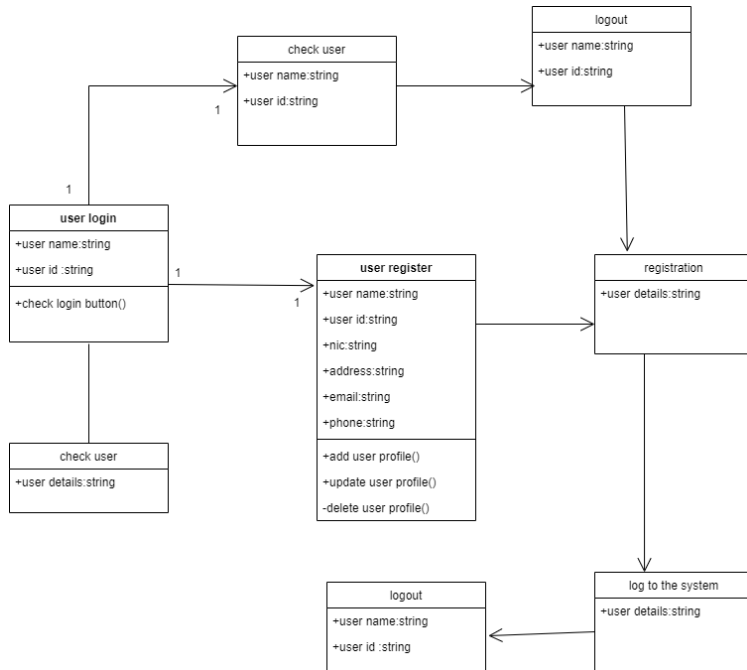 logout
+user name:string
+user id:string
check user
+user name:string
+user id:string
1
1
user login
+user name:string
+user id :string
+check login button()
1
1
user register
+user name:string
+user id:string
+nic:string
+address:string
+email:string
+phone:string
+add user profile()
+update user profile()
-delete user profile()
registration
+user details:string
check user
+user details:string
log to the system
+user details:string
logout
+user name:string
+user id :string